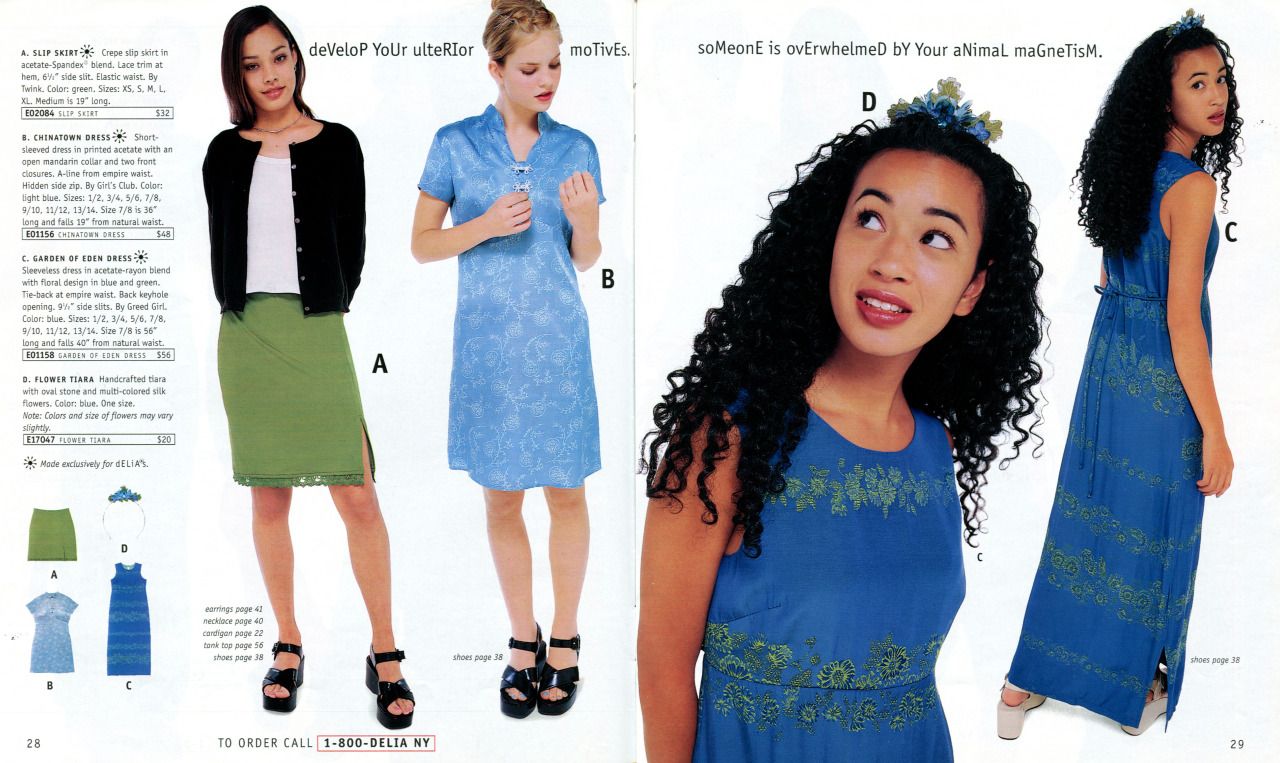 A. SLIP SKIRT Crepe slip skirt in
acetate-Spandex® blend. Lace trim at
hem, 6½" side slit. Elastic waist. By
Twink. Color: green. Sizes: XS, S, M, L,
XL. Medium is 19" long.
E02084 SLIP SKIRT $32
B. CHINATOWN DRESS Short-
sleeved dress in printed acetate with an
open mandarin collar and two front
closures. A-line from empire waist.
Hidden side zip. By Girl's Club. Color:
light blue. Sizes: 1/2, 3/4, 5/6, 7/8,
9/10, 11/12, 13/14. Size 7/8 is 36"
long and falls 19" from natural waist.
E01156 CHINATOWN DRESS $48
C. GARDEN OF EDEN DRESS
Sleeveless dress in acetate-rayon blend
with floral design in blue and green.
Tie-back at empire waist. Back keyhole
opening. 9½" side slits. By Greed Girl.
Color: blue. Sizes: 1/2, 3/4, 5/6, 7/8,
9/10, 11/12, 13/14. Size 7/8 is 56"
long and falls 40" from natural waist.
E01158 GARDEN OF EDEN DRESS $56
D. FLOWER TIARA Handcrafted tiara
with oval stone and multi-colored silk
flowers. Color: blue. One size.
Note: Colors and size of flowers may vary
slightly.
E17047 FLOWER TIARA $20
Made exclusively for dELiA*s.
D
A
B
C
deVeloP YoUr ulteRIor moTivEs.
A
B
earrings page 41
necklace page 40
cardigan page 22
tank top page 56
shoes page 38
shoes page 38
28
TO ORDER CALL 1-800-DELIA NY
soMeonE is ovErwhelmeD bY Your aNimaL maGneTisM.
D
C
C
shoes page 38
29